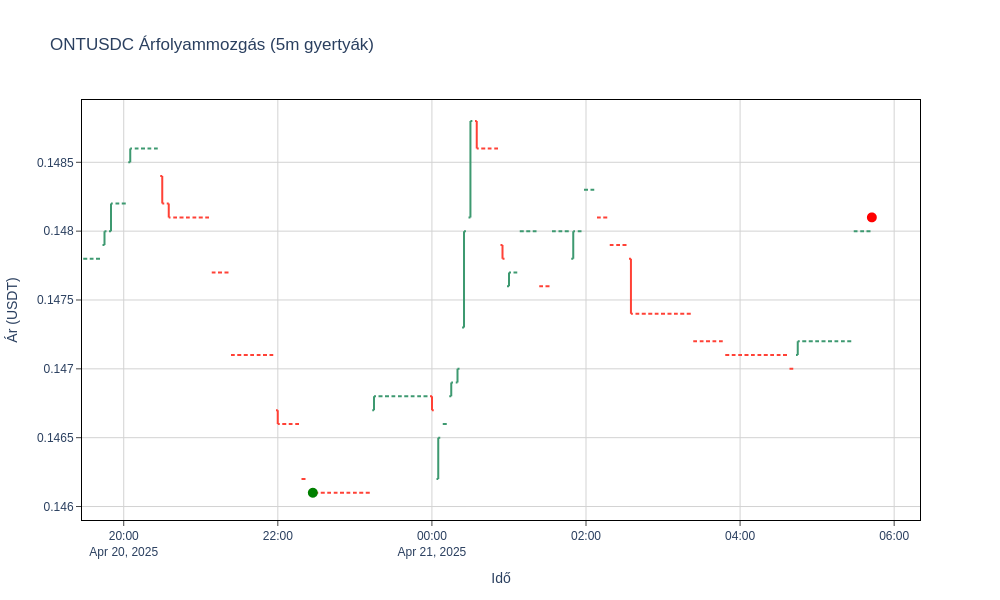 ONTUSDC Árfolyammozgás (5m gyertyák)
0.1485
0.148
0.1475
0.147
0.1465
0.146
Ár (USDT)
20:00
Apr 20, 2025
22:00
00:00
Apr 21, 2025
02:00
04:00
06:00
Idő